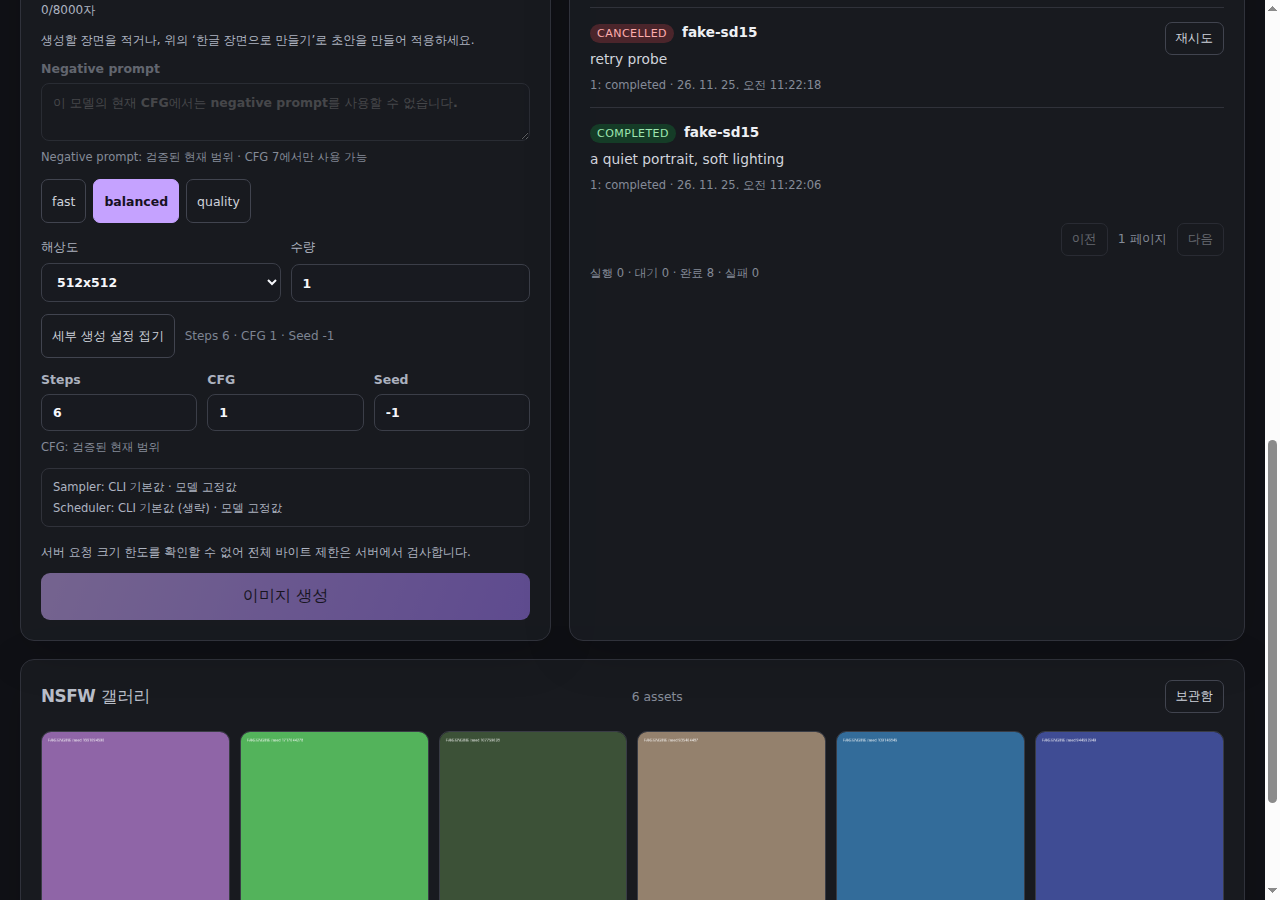 0/8000자
생성할 장면을 적거나, 위의 ‘한글 장면으로 만들기’로 초안을 만들어 적용하세요.
Negative prompt
이 모델의 현재 CFG에서는 negative prompt를 사용할 수 없습니다.
Negative prompt: 검증된 현재 범위 · CFG 7에서만 사용 가능
fast
balanced
quality
해상도
수량
512x512
1
세부 생성 설정 접기
Steps 6 · CFG 1 · Seed -1
Steps
CFG
Seed
6
1
-1
CFG: 검증된 현재 범위
Sampler: CLI 기본값 · 모델 고정값
Scheduler: CLI 기본값 (생략) · 모델 고정값
서버 요청 크기 한도를 확인할 수 없어 전체 바이트 제한은 서버에서 검사합니다.
이미지 생성
CANCELLED fake-sd15
재시도
retry probe
1: completed · 26. 11. 25. 오전 11:22:18
COMPLETED fake-sd15
a quiet portrait, soft lighting
1: completed · 26. 11. 25. 오전 11:22:06
이전
1 페이지
다음
실행 0 · 대기 0 · 완료 8 · 실패 0
NSFW 갤러리
6 assets
보관함